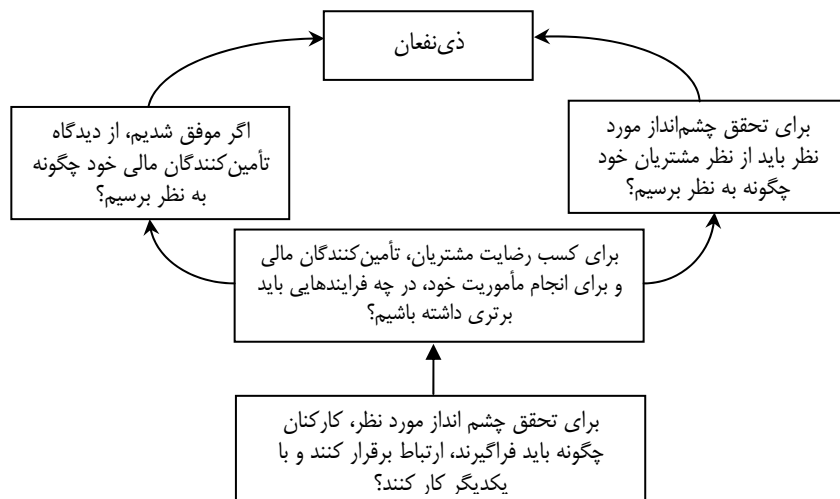 ذی‌نفعان
برای تحقق چشم‌انداز مورد
نظر باید از نظر مشتریان خود
چگونه به نظر برسیم؟
اگر موفق شدیم، از دیدگاه
تأمین‌کنندگان مالی خود چگونه
به نظر برسیم؟
برای کسب رضایت مشتریان، تأمین‌کنندگان مالی
و برای انجام مأموریت خود، در چه فرایندهایی باید
برتری داشته باشیم؟
برای تحقق چشم انداز مورد نظر، کارکنان
چگونه باید فراگیرند، ارتباط برقرار کنند و با
یکدیگر کار کنند؟